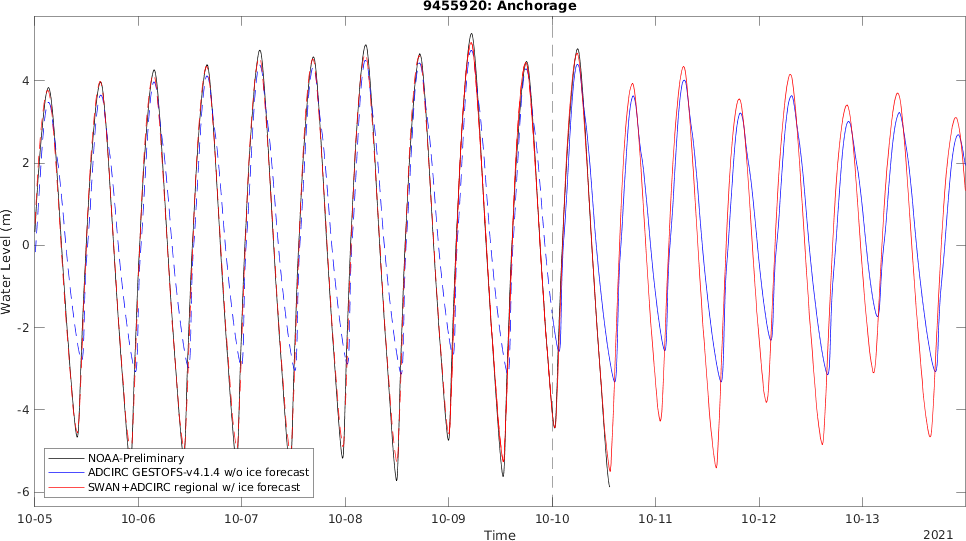 9455920: Anchorage
Water Level (m)
4
2
0
-2
-4
-6
NOAA-Preliminary
ADCIRC GESTOFS-v4.1.4 w/o ice forecast
SWAN+ADCIRC regional w/ ice forecast
10-05 10-06 10-07 10-08 10-09 10-10 10-11 10-12 10-13
Time
2021